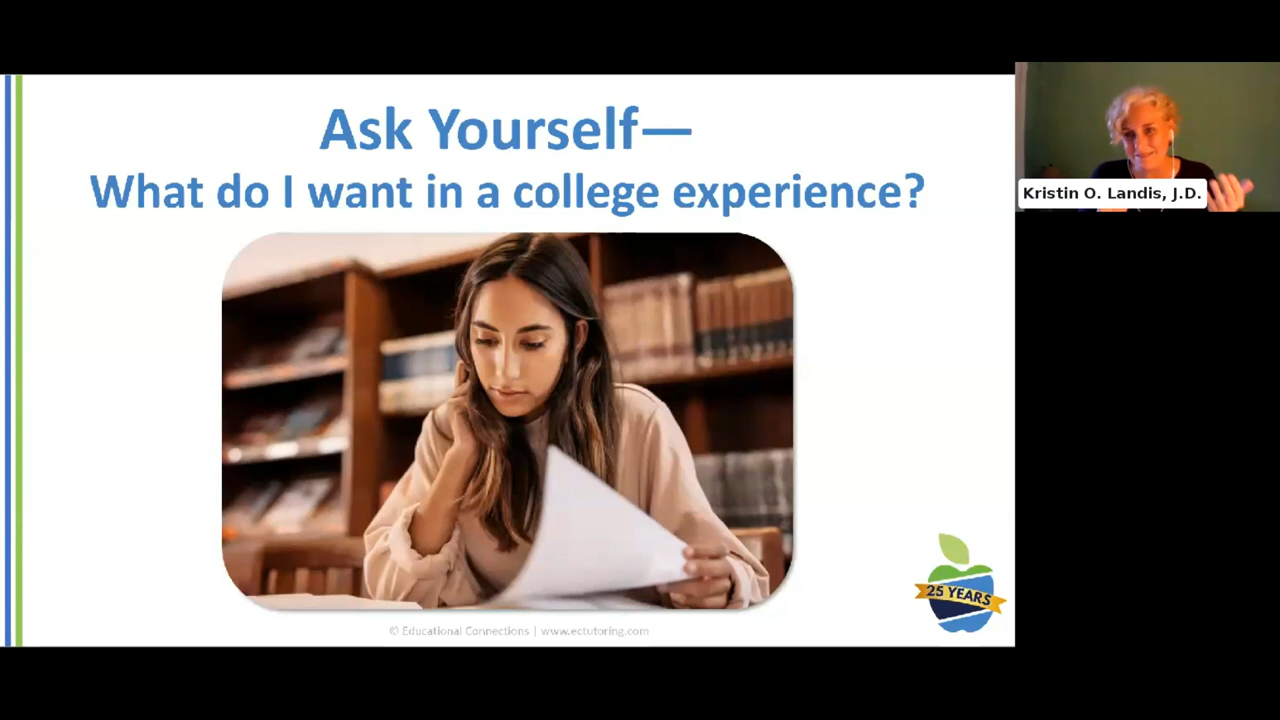 Ask Yourself—
What do I want in a college experience?
Kristin O. Landis, J.D.
25 YEARS
© Educational Connections | www.ectutoring.com